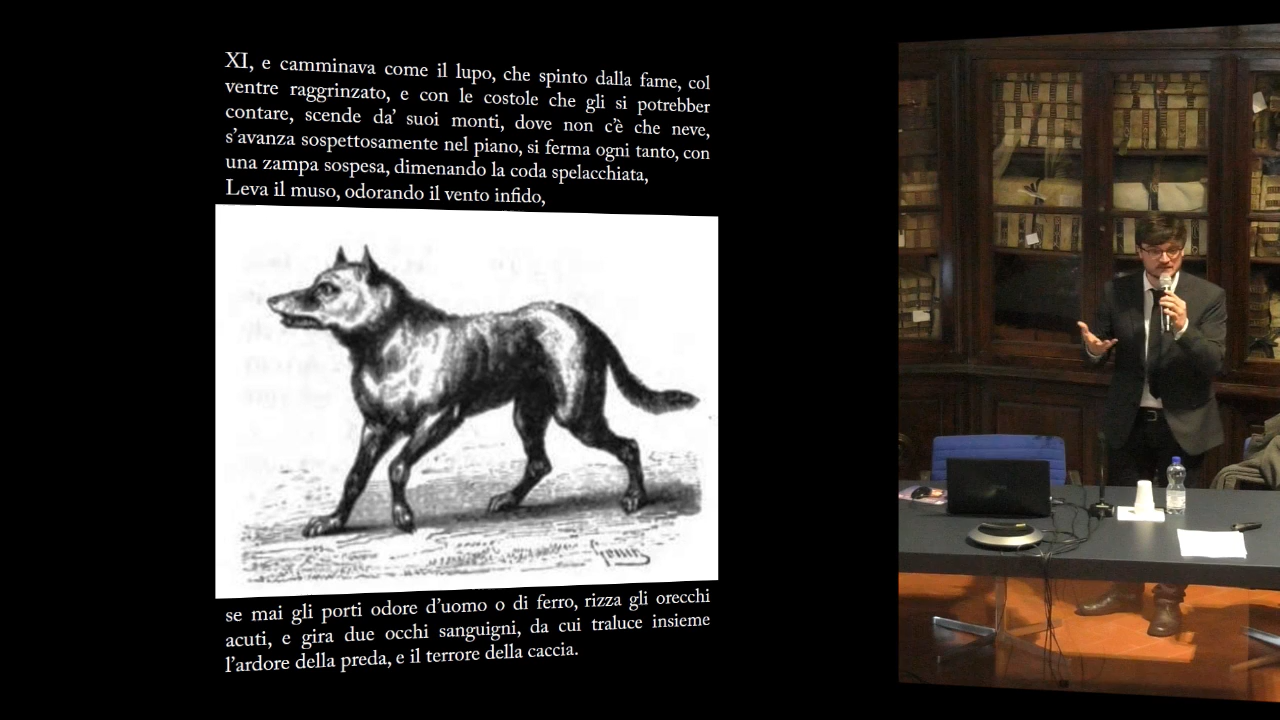 XI, e camminava come il lupo, che spinto dalla fame, col
ventre raggrinzato, e con le costole che gli si potrebber
contare, scende da' suoi monti, dove non c'è che neve,
s'avanza sospettosamente nel piano, si ferma ogni tanto, con
una zampa sospesa, dimenando la coda spelacchiata,
Leva il muso, odorando il vento infido,
Gonin
se mai gli porti odore d'uomo o di ferro, rizza gli orecchi
acuti, e gira due occhi sanguigni, da cui traluce insieme
l'ardore della preda, e il terrore della caccia.